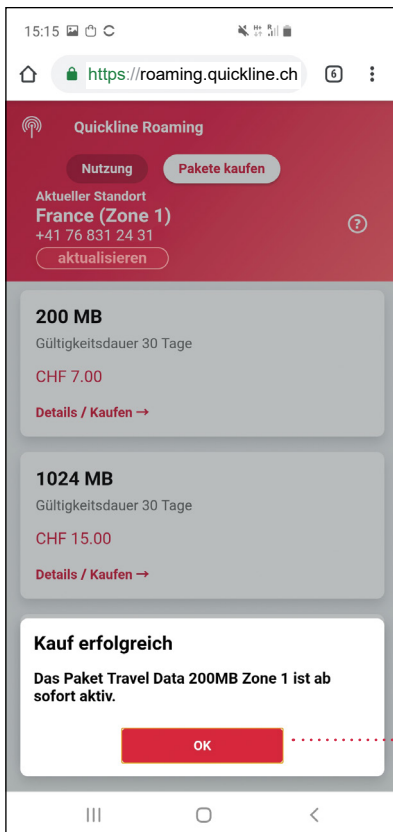 15:15
https://roaming.quickline.ch 6
Quickline Roaming
Nutzung Pakete kaufen
Aktueller Standort
France (Zone 1)
+41 76 831 24 31
aktualisieren
200 MB
Gültigkeitsdauer 30 Tage
CHF 7.00
Details / Kaufen →
1024 MB
Gültigkeitsdauer 30 Tage
CHF 15.00
Details / Kaufen →
Kauf erfolgreich
Das Paket Travel Data 200MB Zone 1 ist ab
sofort aktiv.
OK